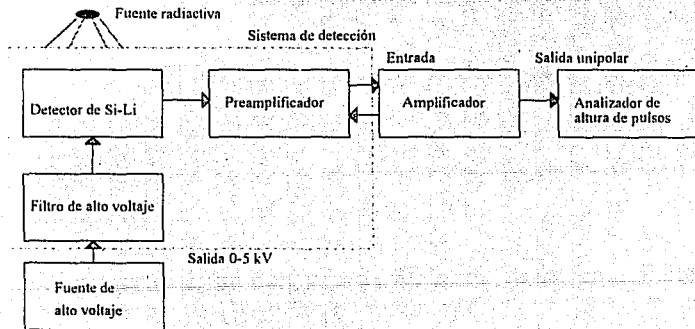 Fuente radiactiva
Sistema de detección
Entrada
Salida unipolar
Detector de Si-Li
Preamplificador
Amplificador
Analizador de
altura de pulsos
Filtro de alto voltaje
Salida 0-5 kV
Fuente de
alto voltaje